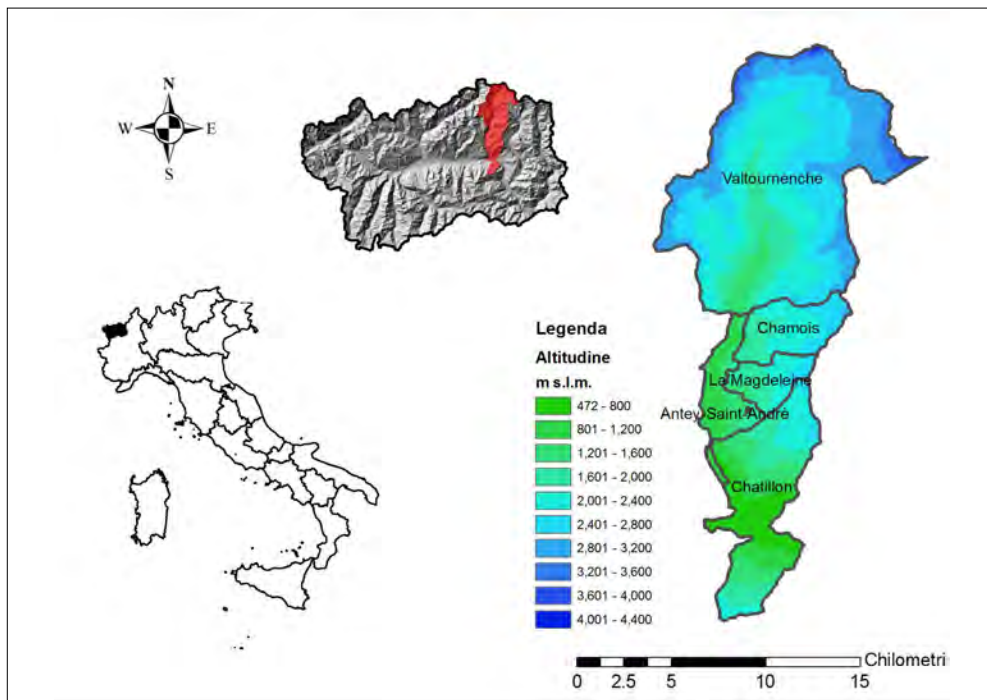 N
W E
S
Valtournenche
Chamois
La Magdeleine
Antey-Saint-André
Chatillon
Legenda
Altitudine
m s.l.m.
472 - 800
801 - 1,200
1,201 - 1,600
1,601 - 2,000
2,001 - 2,400
2,401 - 2,800
2,801 - 3,200
3,201 - 3,600
3,601 - 4,000
4,001 - 4,400
Chilometri
0 2.5 5 10 15